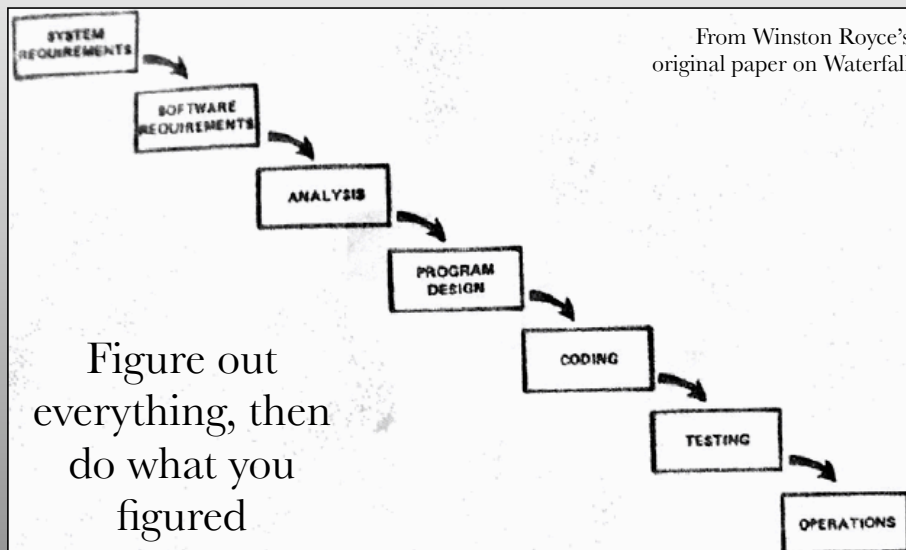 SYSTEM
REQUIREMENTS
From Winston Royce's
original paper on Waterfall
SOFTWARE
REQUIREMENTS
ANALYSIS
PROGRAM
DESIGN
CODING
TESTING
OPERATIONS
Figure out
everything, then
do what you
figured